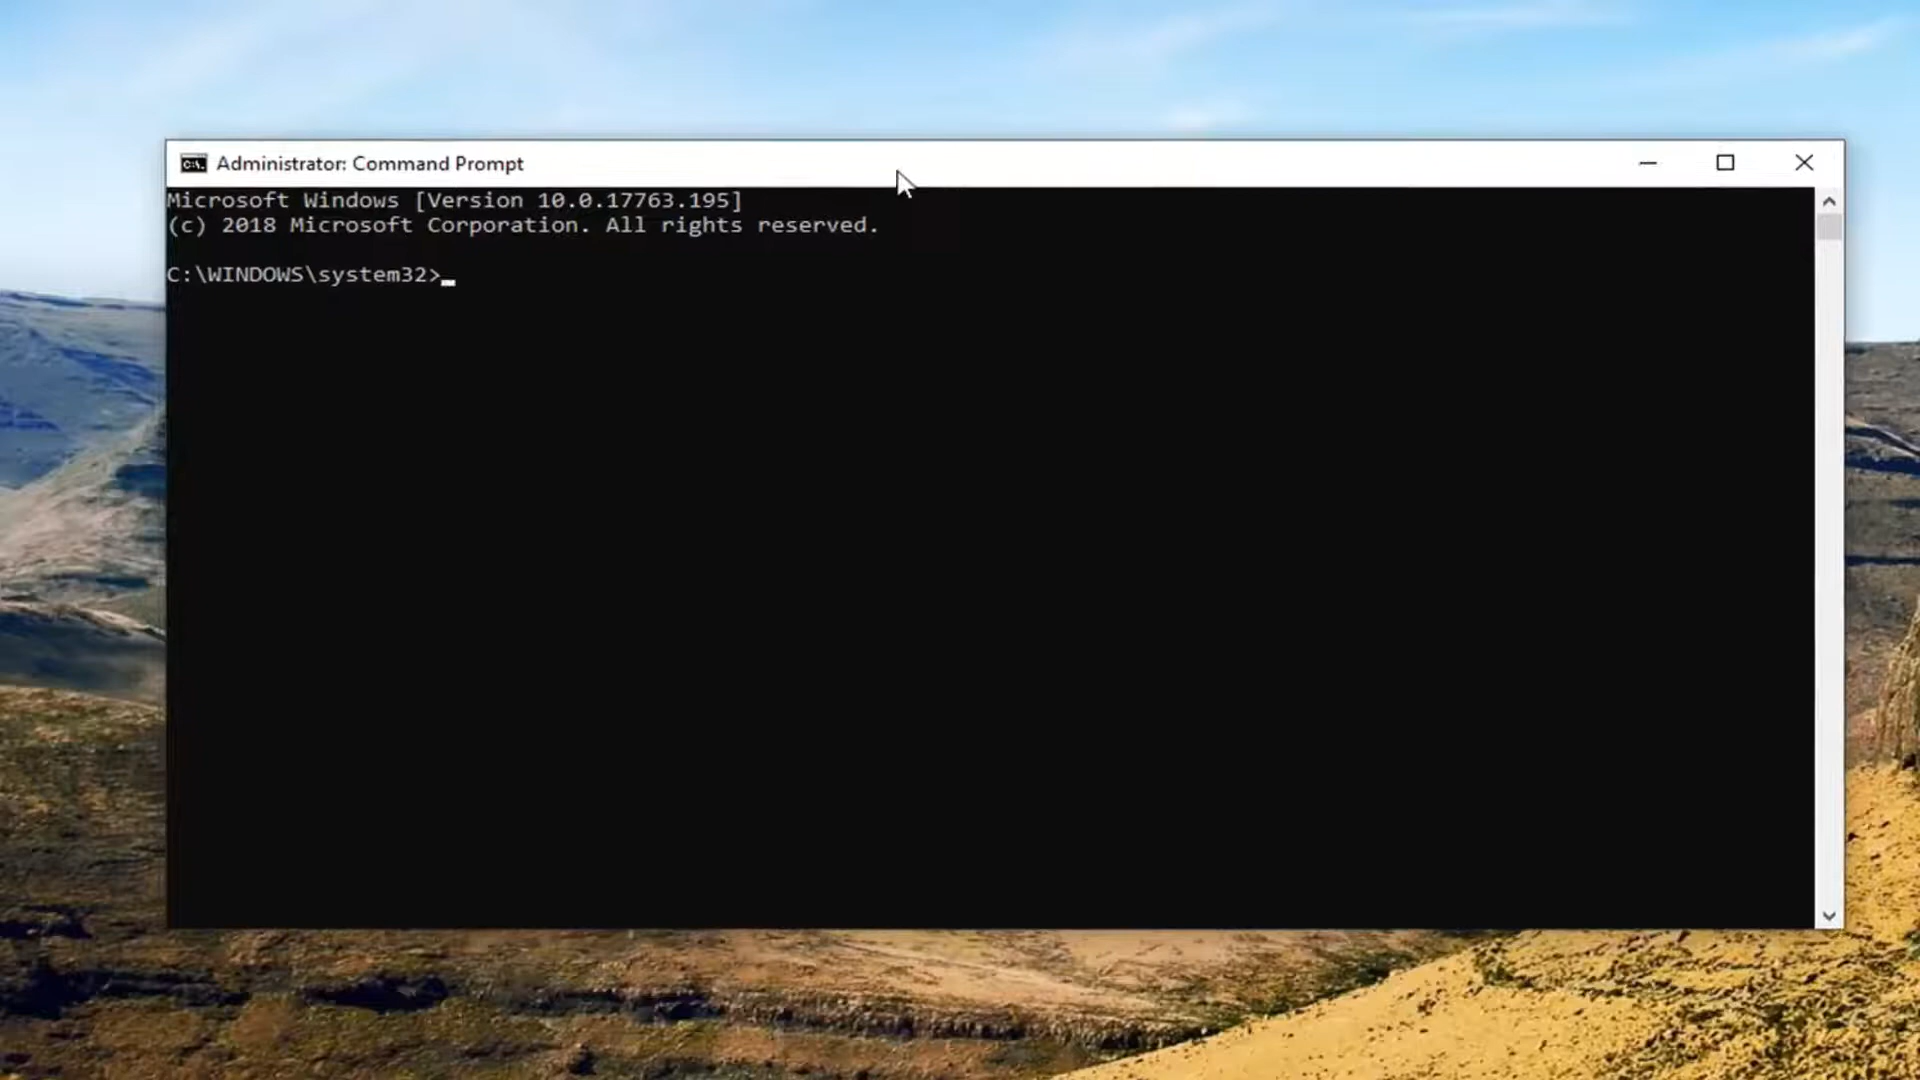 Administrator: Command Prompt
Microsoft Windows [Version 10.0.17763.195]
(c) 2018 Microsoft Corporation. All rights reserved.
C:\WINDOWS\system32>